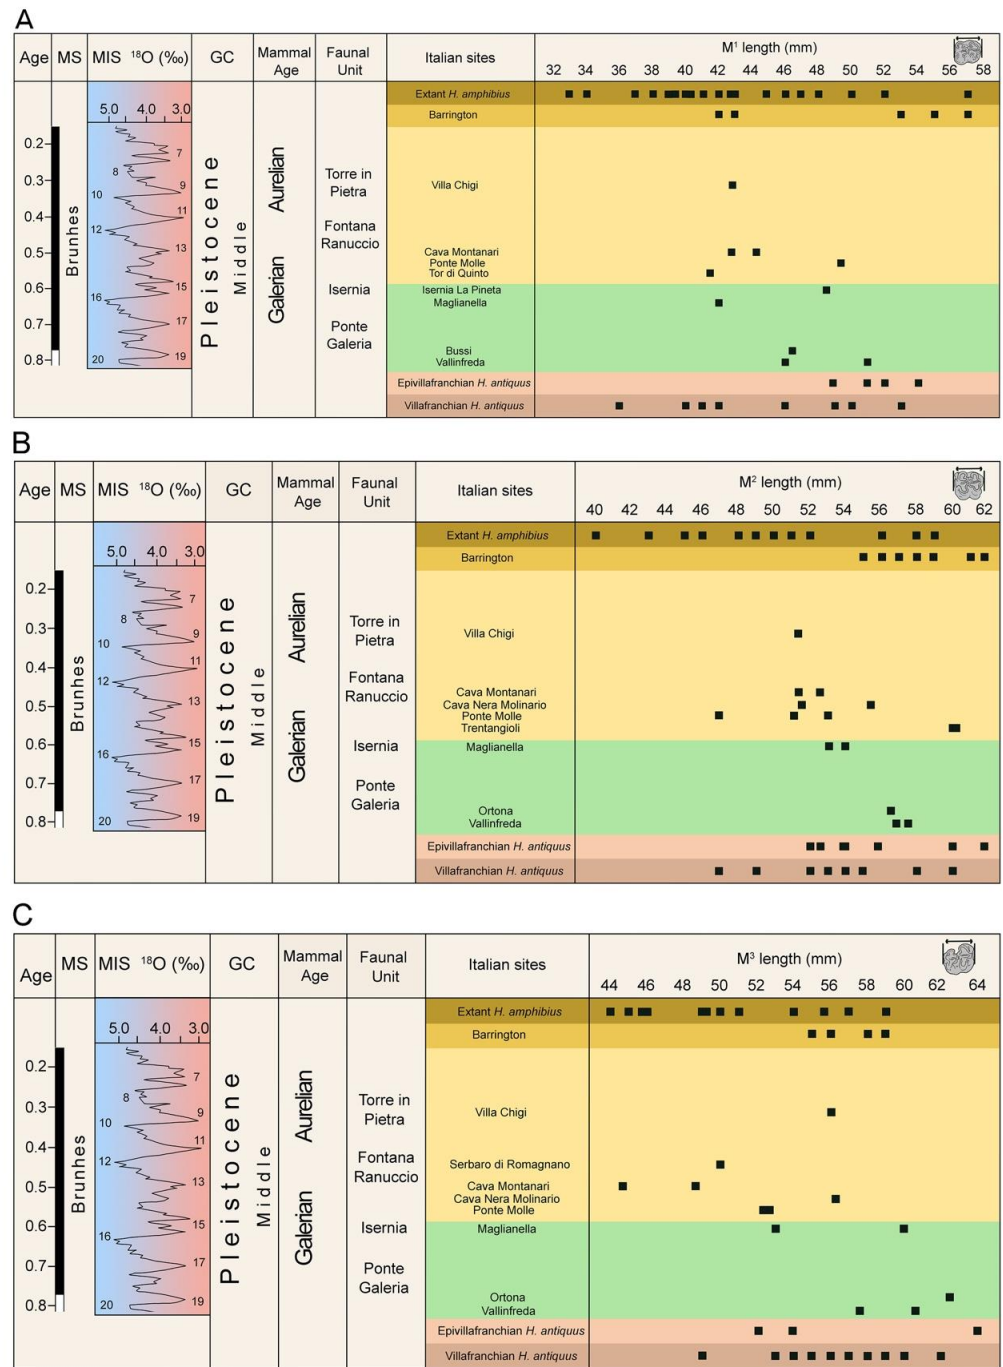 A
Age MS MIS ¹⁸O (‰) GC Mammal Age Faunal Unit Italian sites M¹ length (mm)
32 34 36 38 40 42 44 46 48 50 52 54 56 58
5.0 4.0 3.0
Extant H. amphibius
Barrington
0.2
0.3
0.4
0.5
0.6
0.7
0.8
Brunhes
7
8
9
10
11
12
13
15
16
17
19
20
Pleistocene
Middle
Aurelian
Galerian
Torre in
Pietra
Fontana
Ranuccio
Isernia
Ponte
Galeria
Villa Chigi
Cava Montanari
Ponte Molle
Tor di Quinto
Isernia La Pineta
Maglianella
Bussi
Vallinfreda
Epivillafranchian H. antiquus
Villafranchian H. antiquus
B
Age MS MIS ¹⁸O (‰) GC Mammal Age Faunal Unit Italian sites M² length (mm)
40 42 44 46 48 50 52 54 56 58 60 62
5.0 4.0 3.0
Extant H. amphibius
Barrington
0.2
0.3
0.4
0.5
0.6
0.7
0.8
Brunhes
7
8
9
10
11
12
13
15
16
17
19
20
Pleistocene
Middle
Aurelian
Galerian
Torre in
Pietra
Fontana
Ranuccio
Isernia
Ponte
Galeria
Villa Chigi
Cava Montanari
Cava Nera Molinario
Ponte Molle
Trentangioli
Maglianella
Ortona
Vallinfreda
Epivillafranchian H. antiquus
Villafranchian H. antiquus
C
Age MS MIS ¹⁸O (‰) GC Mammal Age Faunal Unit Italian sites M³ length (mm)
44 46 48 50 52 54 56 58 60 62 64
5.0 4.0 3.0
Extant H. amphibius
Barrington
0.2
0.3
0.4
0.5
0.6
0.7
0.8
Brunhes
7
8
9
10
11
12
13
15
16
17
19
20
Pleistocene
Middle
Aurelian
Galerian
Torre in
Pietra
Fontana
Ranuccio
Isernia
Ponte
Galeria
Villa Chigi
Serbaro di Romagnano
Cava Montanari
Cava Nera Molinario
Ponte Molle
Maglianella
Ortona
Vallinfreda
Epivillafranchian H. antiquus
Villafranchian H. antiquus